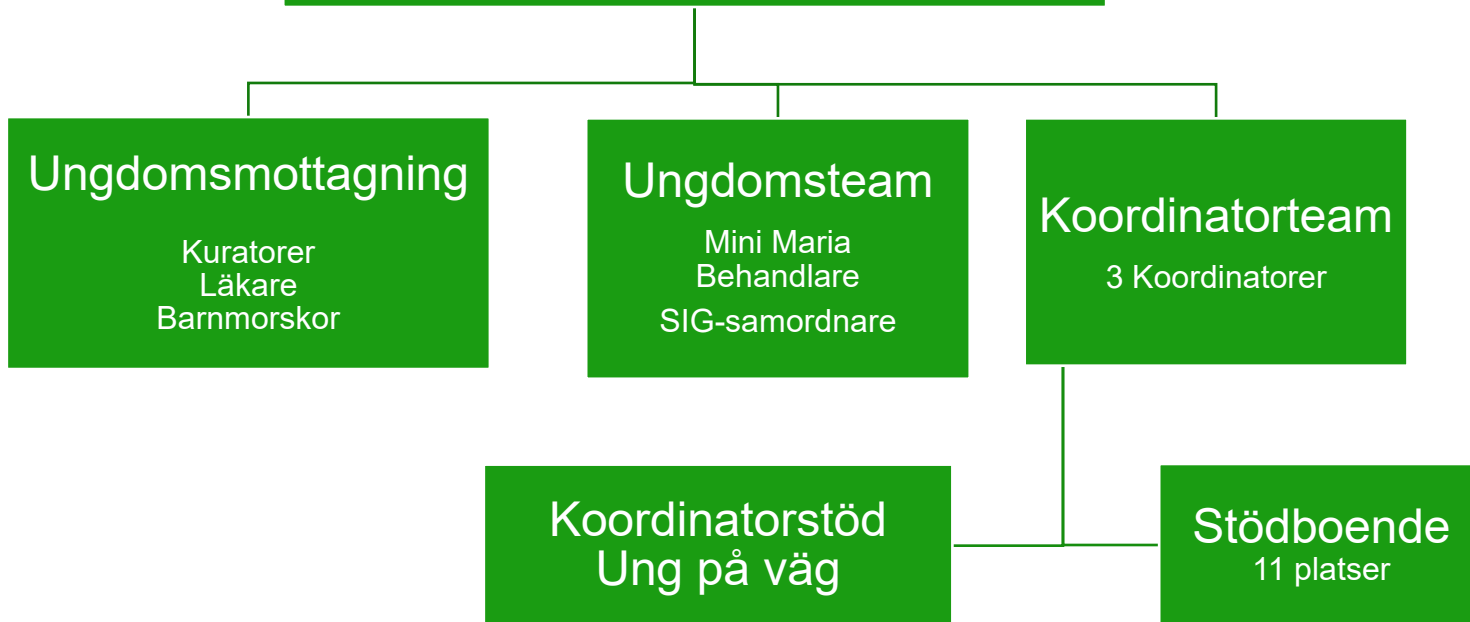 Ungdomsmottagning
Kuratorer
Läkare
Barnmorskor
Ungdomsteam
Mini Maria
Behandlare
SIG-samordnare
Koordinatorteam
3 Koordinatorer
Koordinatorstöd
Ung på väg
Stödboende
11 platser